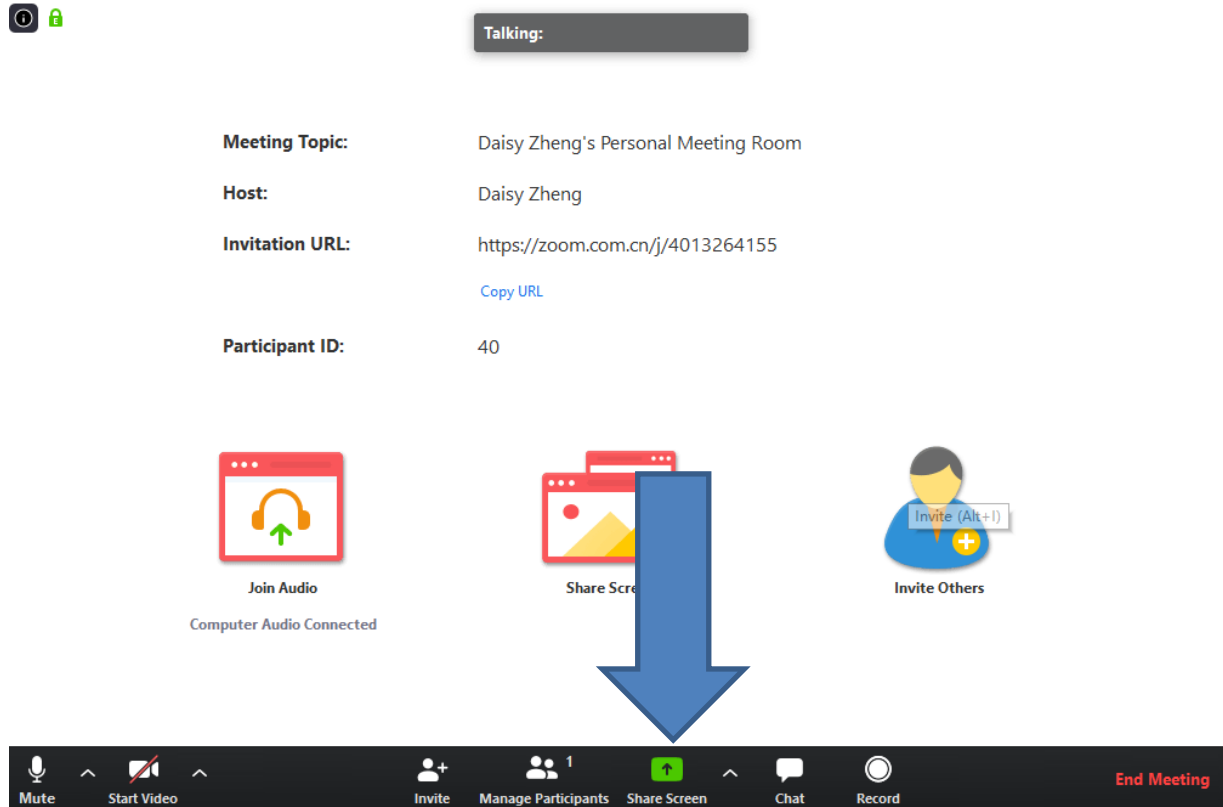 Talking:
Meeting Topic: Daisy Zheng's Personal Meeting Room
Host: Daisy Zheng
Invitation URL: https://zoom.com.cn/j/4013264155
Copy URL
Participant ID: 40
Invite (Alt+I)
Join Audio Share Invite Others
Computer Audio Connected
1
Mute Start Video Invite Manage Participants Share Screen Chat Record End Meeting